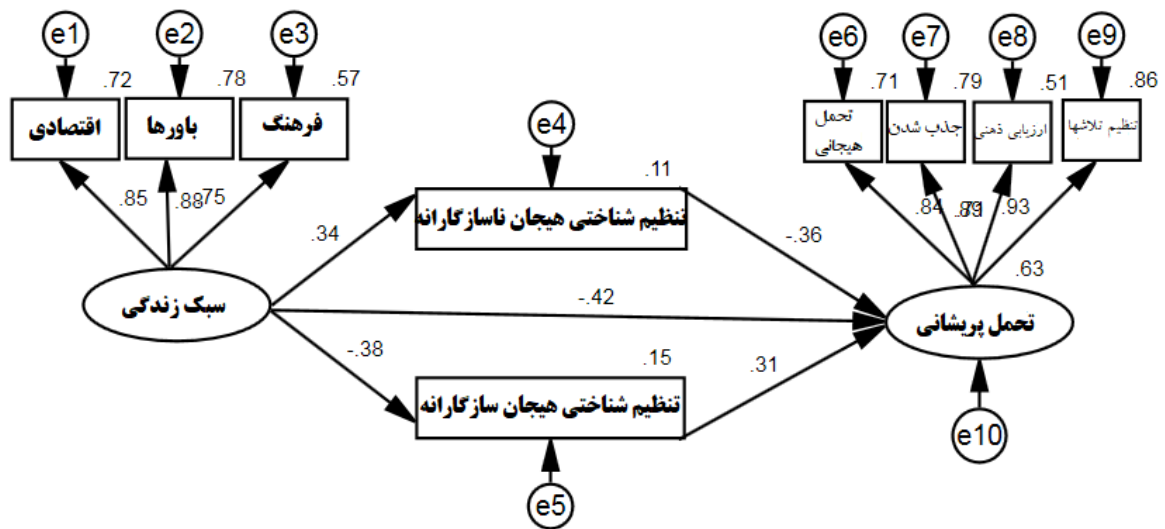 e1
e2
e3
e6
e7
e8
e9
.72
.78
.57
.71
.79
.51
.86
اقتصادی
باورها
فرهنگ
تحمل
هیجانی
جذب شدن
ارزیابی ذهنی
تنظیم تلاشها
e4
.85
.88
.75
.11
.84
.93
تنظیم شناختی هیجان ناسازگارانه
.34
-.36
.63
سبک زندگی
-.42
تحمل پریشانی
-.38
.15
.31
تنظیم شناختی هیجان سازگارانه
e10
e5